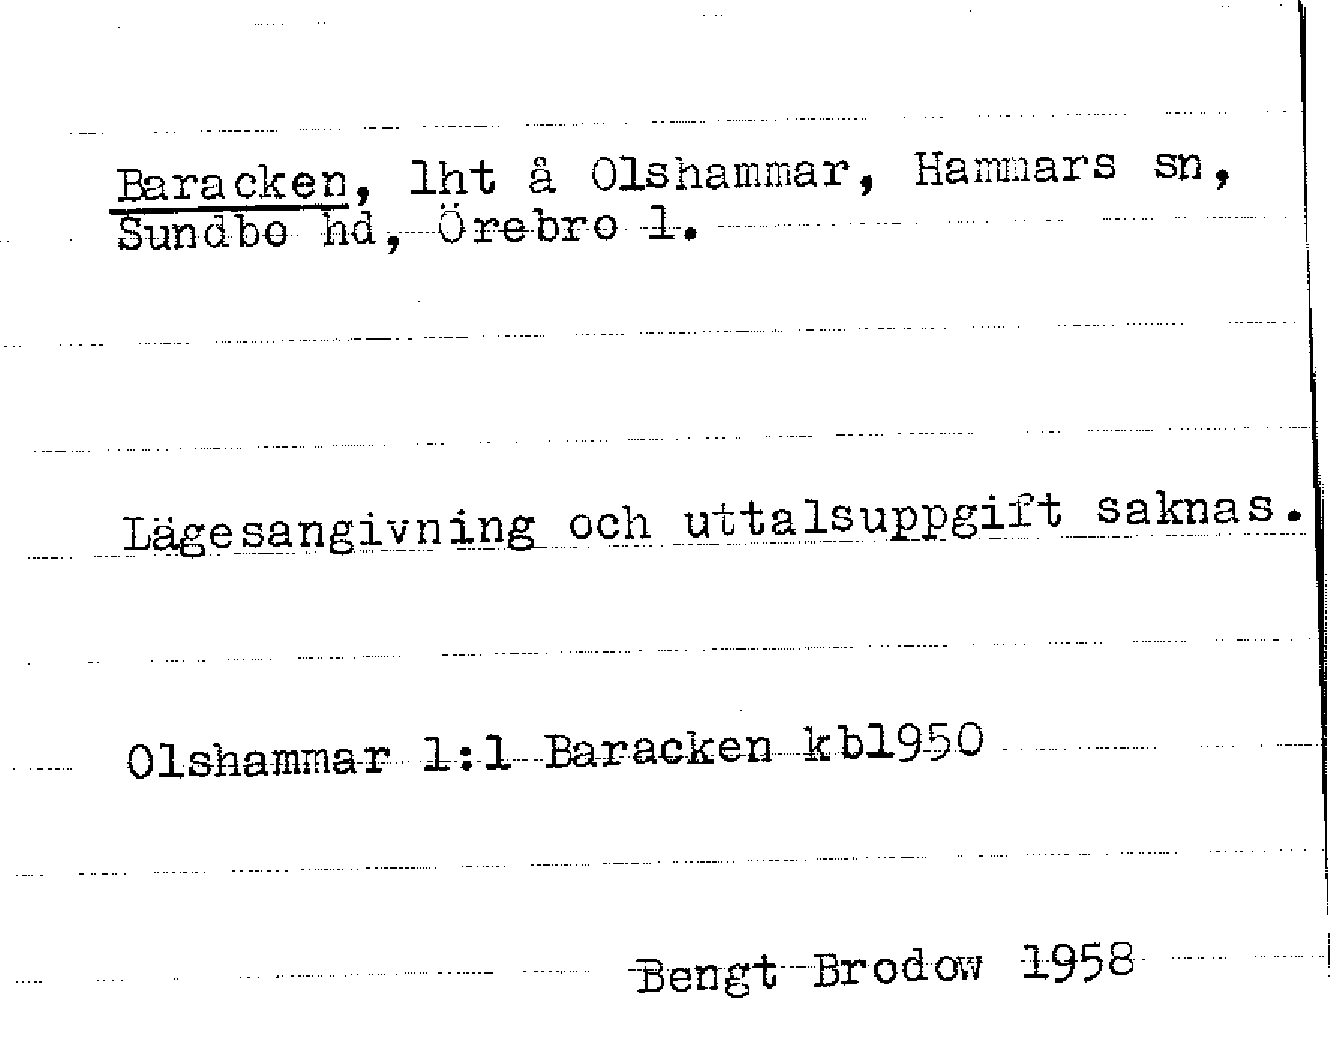 Baracken, lht å Olshammar, Hammars sn,
Sundbo hd, Örebro l.
Lägesangivning och uttalsuppgift saknas.
Olshammar 1:1 Baracken kb1950
Bengt Brodow 1958